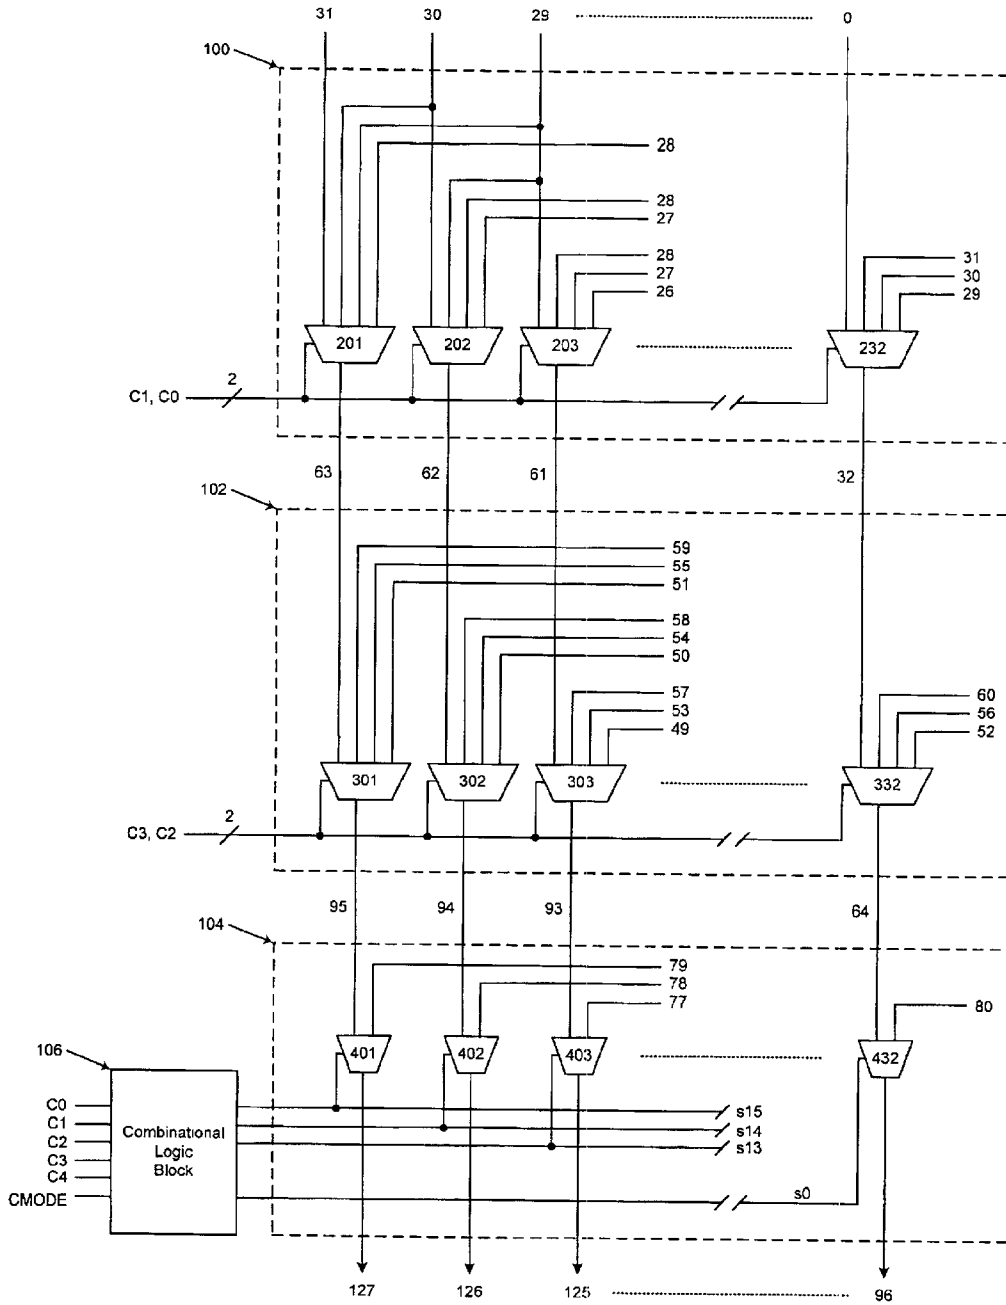 31 30 29 0
100
28
28
27
28
27
26
31
30
29
201 202 203 232
2
C1, C0
63 62 61 32
102
59
55
51
58
54
50
57
53
49
60
56
52
301 302 303 332
2
C3, C2
95 94 93 64
104
79
78
77
80
401 402 403 432
106
C0
C1
C2
C3
C4
CMODE
Combinational
Logic
Block
s15
s14
s13
s0
127 126 125 96